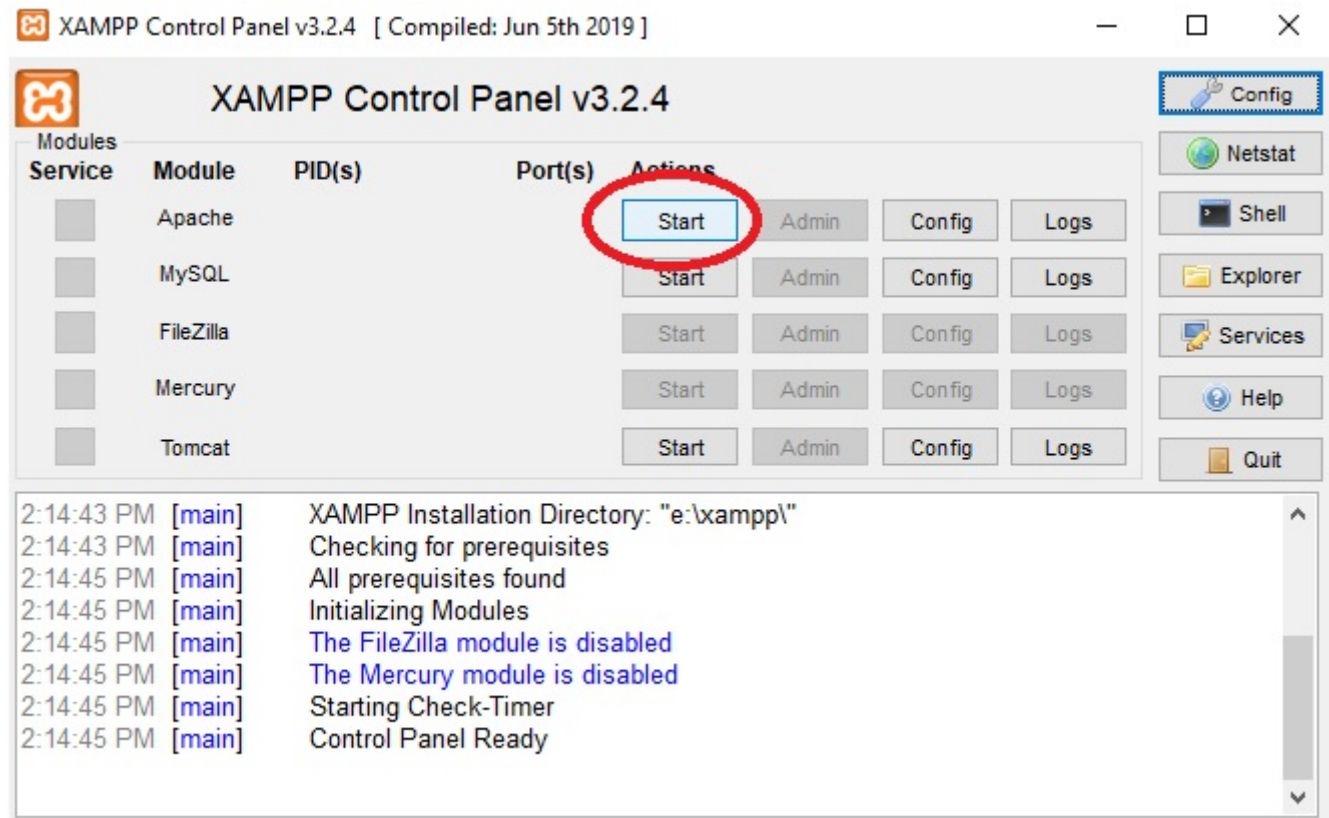 XAMPP Control Panel v3.2.4 [ Compiled: Jun 5th 2019 ]
XAMPP Control Panel v3.2.4
Config
Modules
Netstat
Service Module PID(s) Port(s) Actions
Apache Start Admin Config Logs
Shell
MySQL Start Admin Config Logs
Explorer
FileZilla Start Admin Config Logs
Services
Mercury Start Admin Config Logs
Help
Tomcat Start Admin Config Logs
Quit
2:14:43 PM [main] XAMPP Installation Directory: "e:\xampp\"
2:14:43 PM [main] Checking for prerequisites
2:14:45 PM [main] All prerequisites found
2:14:45 PM [main] Initializing Modules
2:14:45 PM [main] The FileZilla module is disabled
2:14:45 PM [main] The Mercury module is disabled
2:14:45 PM [main] Starting Check-Timer
2:14:45 PM [main] Control Panel Ready